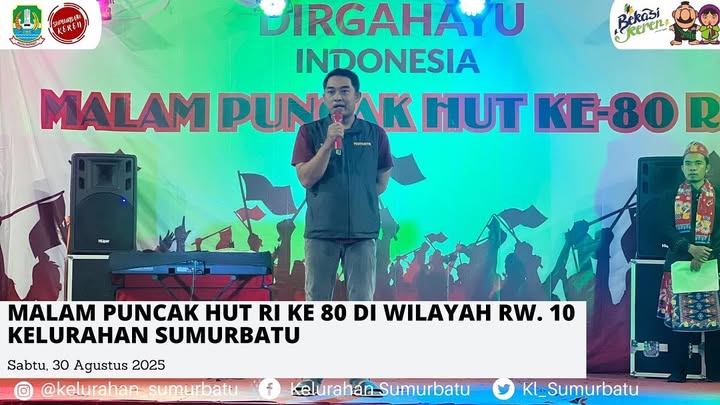 SUMURBATU
KEREN
Bekasi
Keren
DIRGAHAYU
INDONESIA
MALAM PUNCAK HUT KE-80 R
MALAM PUNCAK HUT RI KE 80 DI WILAYAH RW. 10
KELURAHAN SUMURBATU
Sabtu, 30 Agustus 2025
@kelurahan_sumurbatu Kelurahan Sumurbatu Kl_Sumurbatu